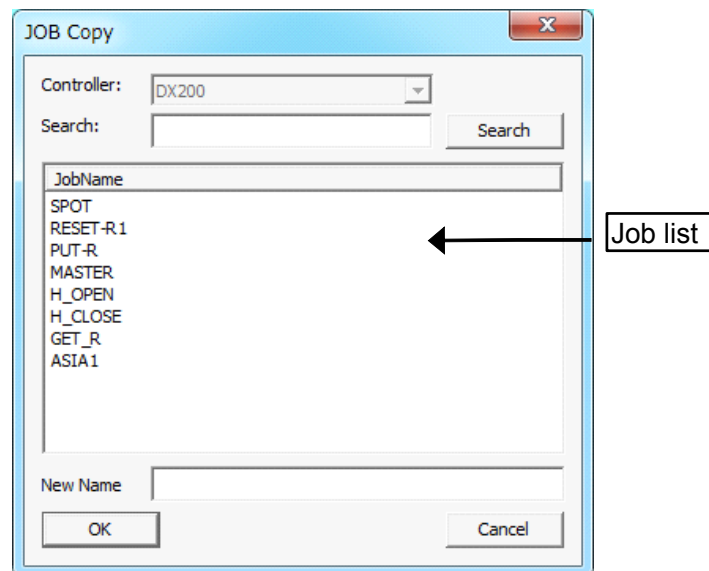 JOB Copy
Controller: DX200
Search: Search
JobName
SPOT
RESET-R1
PUT-R
MASTER
H_OPEN
H_CLOSE
GET_R
ASIA1
Job list
New Name
OK Cancel